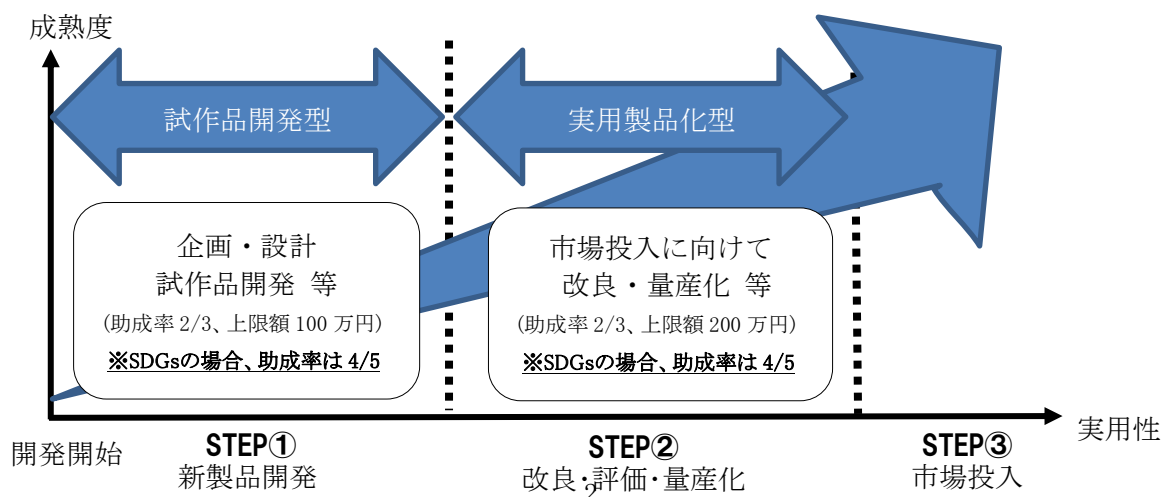 成熟度
試作品開発型
実用製品化型
企画・設計
試作品開発 等
(助成率 2/3、上限額 100 万円)
※SDGsの場合、助成率は 4/5
市場投入に向けて
改良・量産化 等
(助成率 2/3、上限額 200 万円)
※SDGsの場合、助成率は 4/5
実用性
開発開始
STEP①
新製品開発
STEP②
改良・評価・量産化
2
STEP③
市場投入